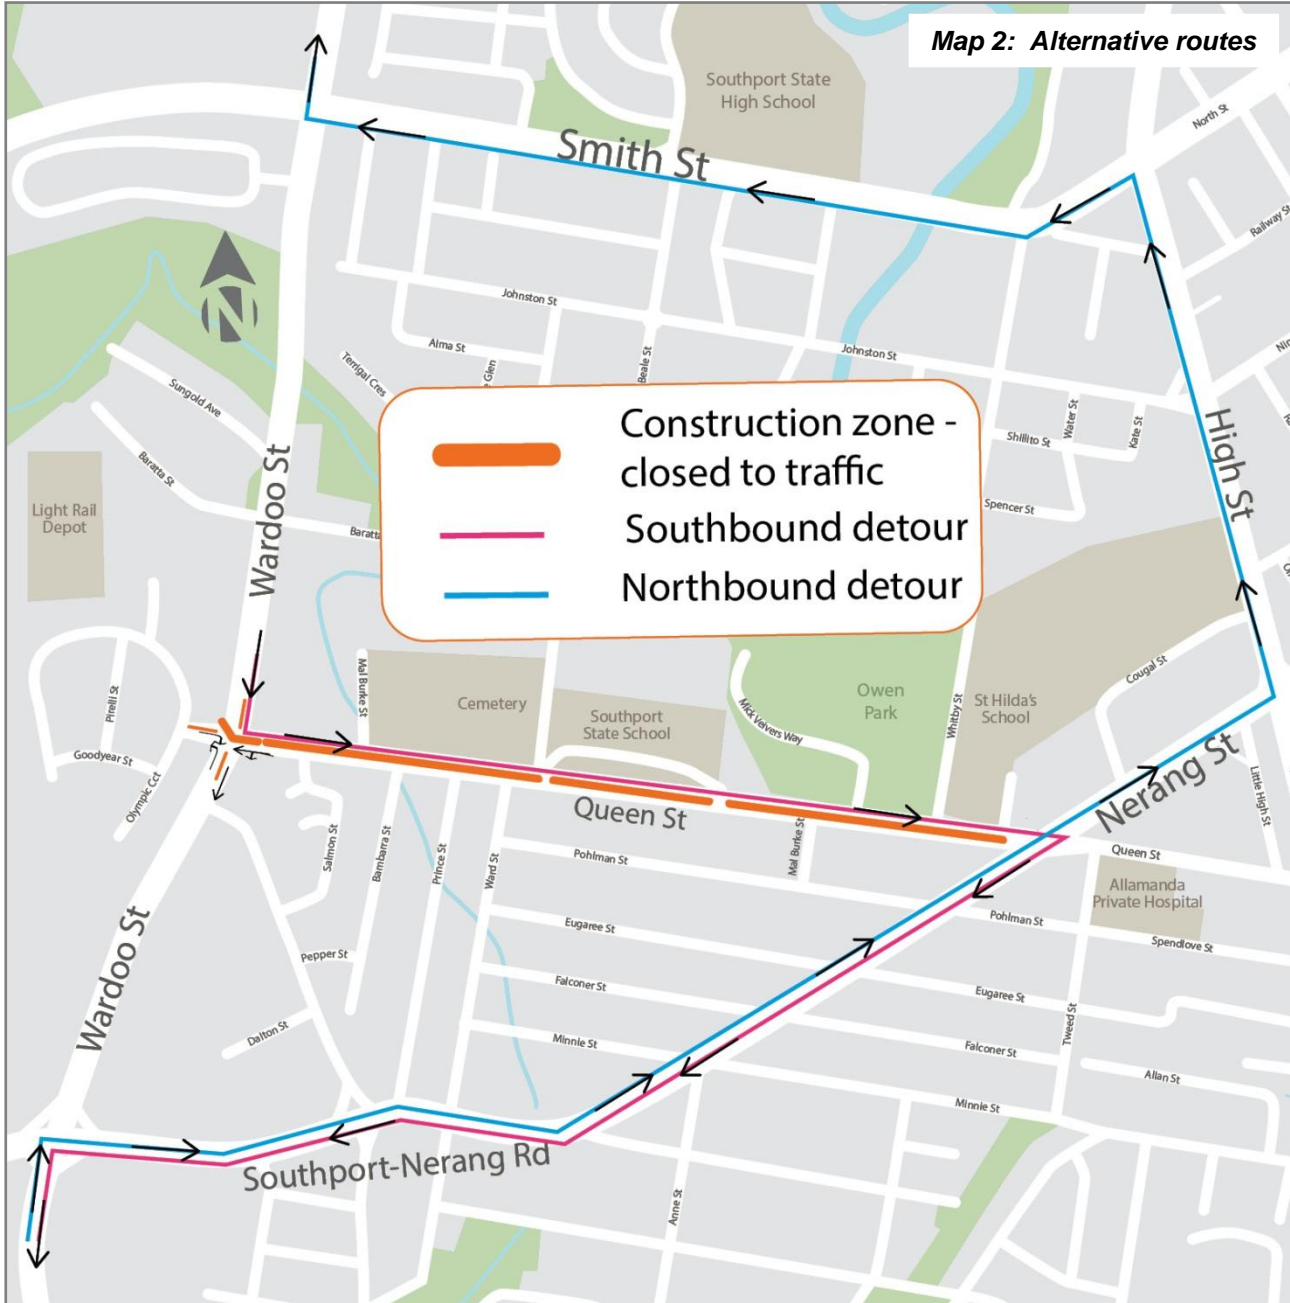 Map 2: Alternative routes
Southport State
High School
North St
Smith St
Railway St
Johnston St
Alma St
Johnston St
Terrigal Cres
Beale St
Sungold Ave
Water St
Kate St
Shillito St
High St
Construction zone -
closed to traffic
Southbound detour
Northbound detour
Wardoo St
Baratta St
Light Rail
Depot
Spencer St
Mal Burke St
Cemetery
Southport
State School
Mick Veivers Way
Owen
Park
Whitby St
St Hilda's
School
Cougal St
Pirelli St
Goodyear St
Olympic Cct
Nerang St
Little High St
Queen St
Salmon St
Bambarra St
Prince St
Ward St
Pohlman St
Mal Burke St
Queen St
Allamanda
Private Hospital
Pohlman St
Spendlove St
Wardoo St
Eugaree St
Pepper St
Falconer St
Eugaree St
Dalton St
Minnie St
Tweed St
Falconer St
Allan St
Minnie St
Southport-Nerang Rd
Anne St
N